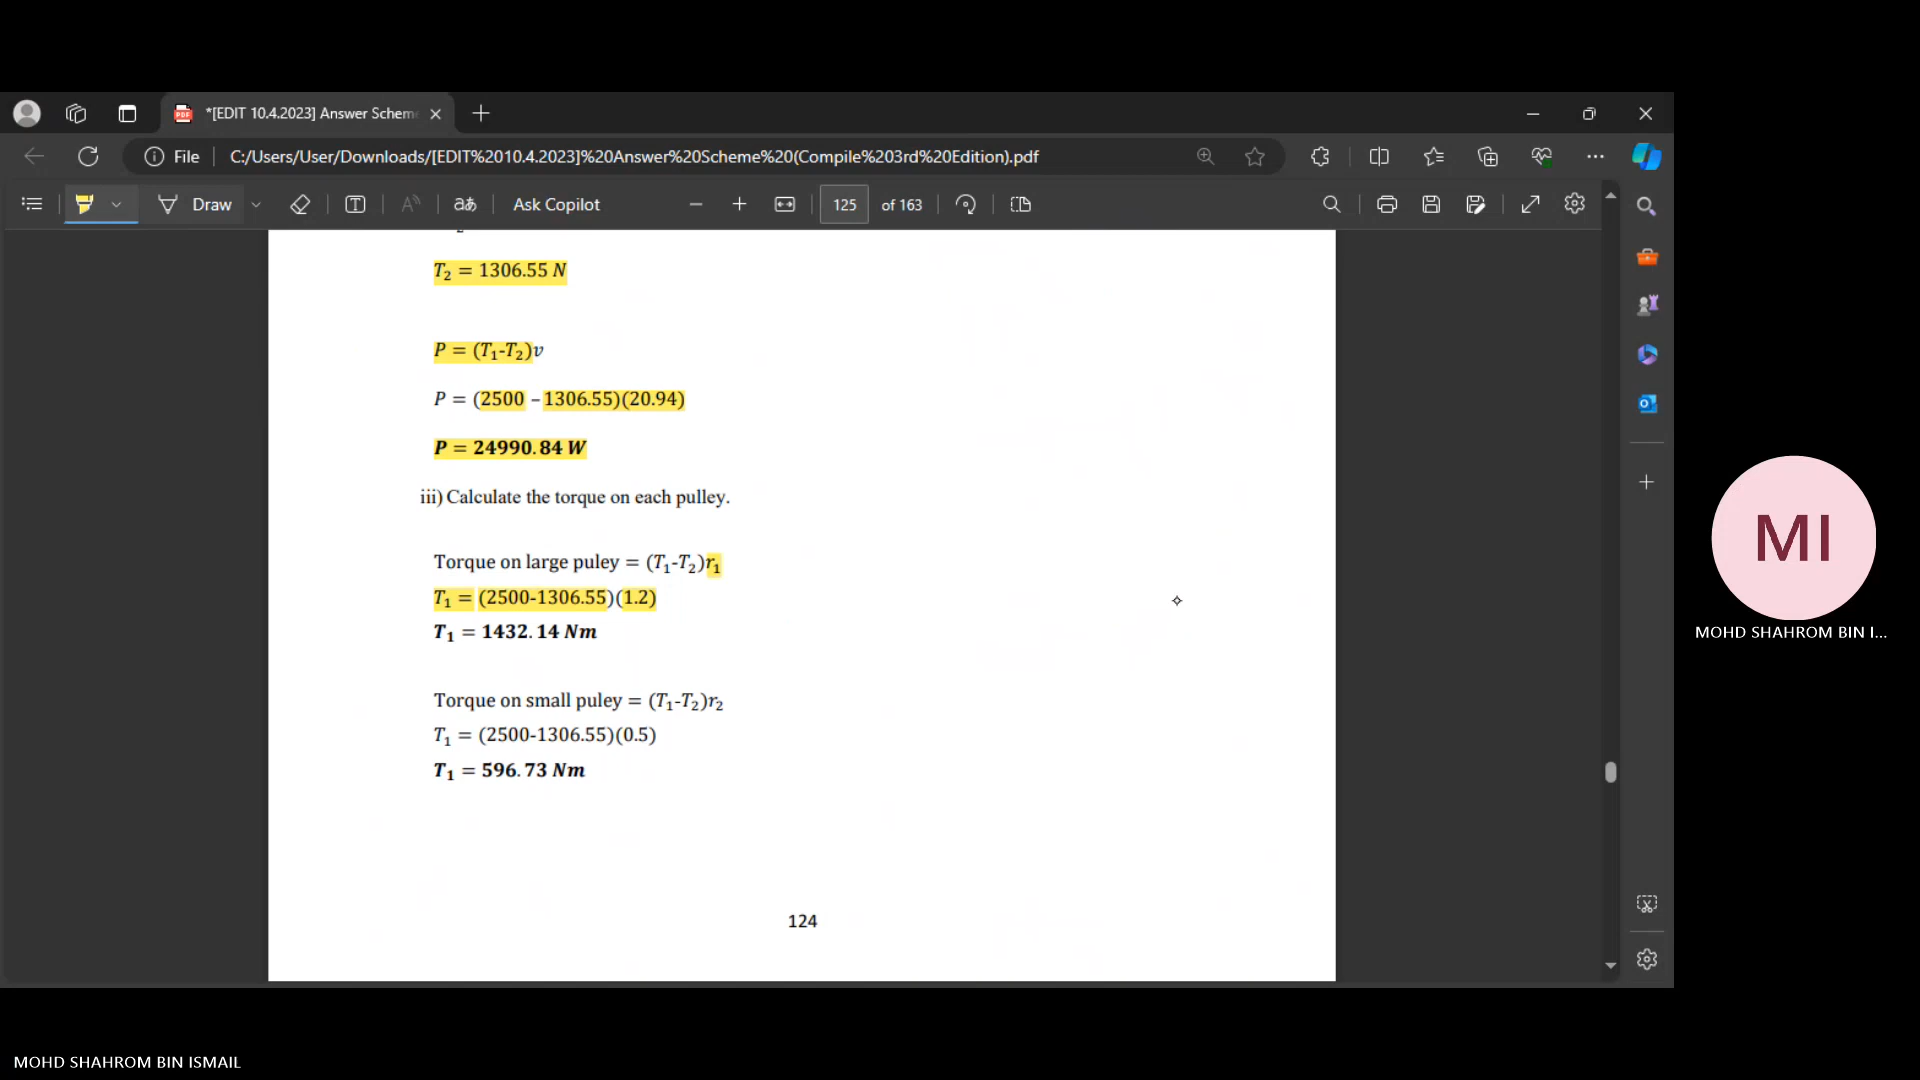 *[EDIT 10.4.2023] Answer Schem
File
C:/Users/User/Downloads/[EDIT%2010.4.2023]%20Answer%20Scheme%20(Compile%203rd%20Edition).pdf
Draw
Ask Copilot
125 of 163
T₂ = 1306.55 N
P = (T₁-T₂)v
P = (2500 – 1306.55)(20.94)
P = 24990.84 W
iii) Calculate the torque on each pulley.
Torque on large puley = (T₁-T₂)r₁
T₁ = (2500-1306.55)(1.2)
T₁ = 1432.14 Nm
Torque on small puley = (T₁-T₂)r₂
T₁ = (2500-1306.55)(0.5)
T₁ = 596.73 Nm
124
MI
MOHD SHAHROM BIN I...
MOHD SHAHROM BIN ISMAIL